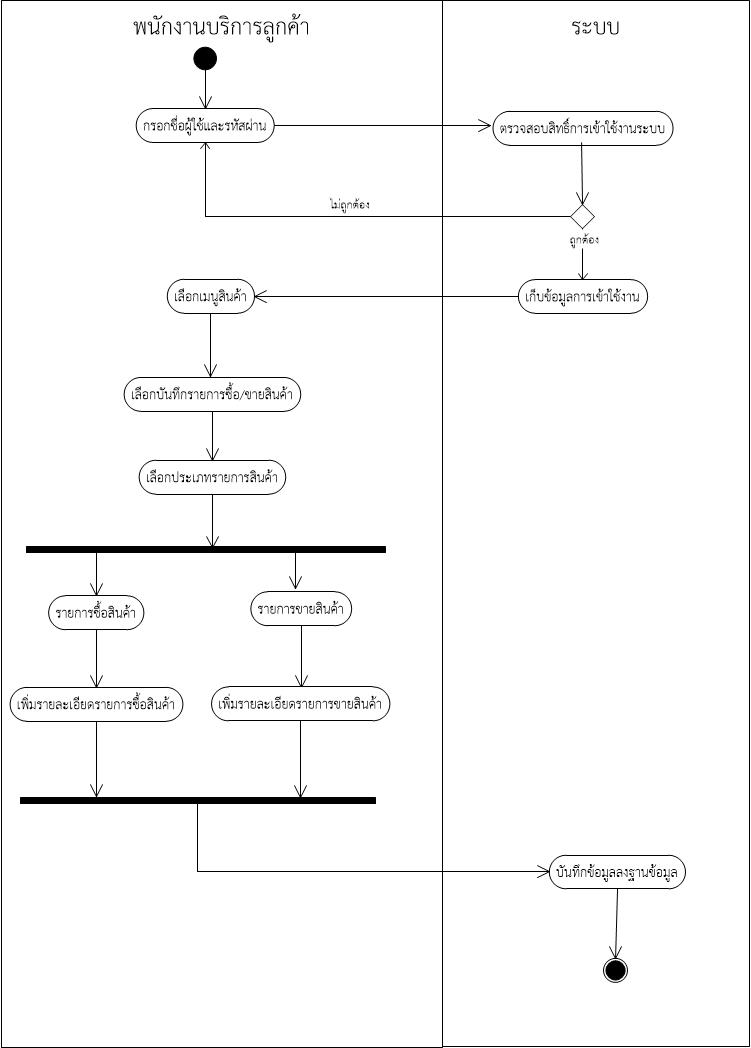 พนักงานบริการลูกค้า
ระบบ
กรอกชื่อผู้ใช้และรหัสผ่าน
ตรวจสอบสิทธิ์การเข้าใช้งานระบบ
ไม่ถูกต้อง
ถูกต้อง
เลือกเมนูสินค้า
เก็บข้อมูลการเข้าใช้งาน
เลือกบันทึกรายการซื้อ/ขายสินค้า
เลือกประเภทรายการสินค้า
รายการซื้อสินค้า
รายการขายสินค้า
เพิ่มรายละเอียดรายการซื้อสินค้า
เพิ่มรายละเอียดรายการขายสินค้า
บันทึกข้อมูลลงฐานข้อมูล